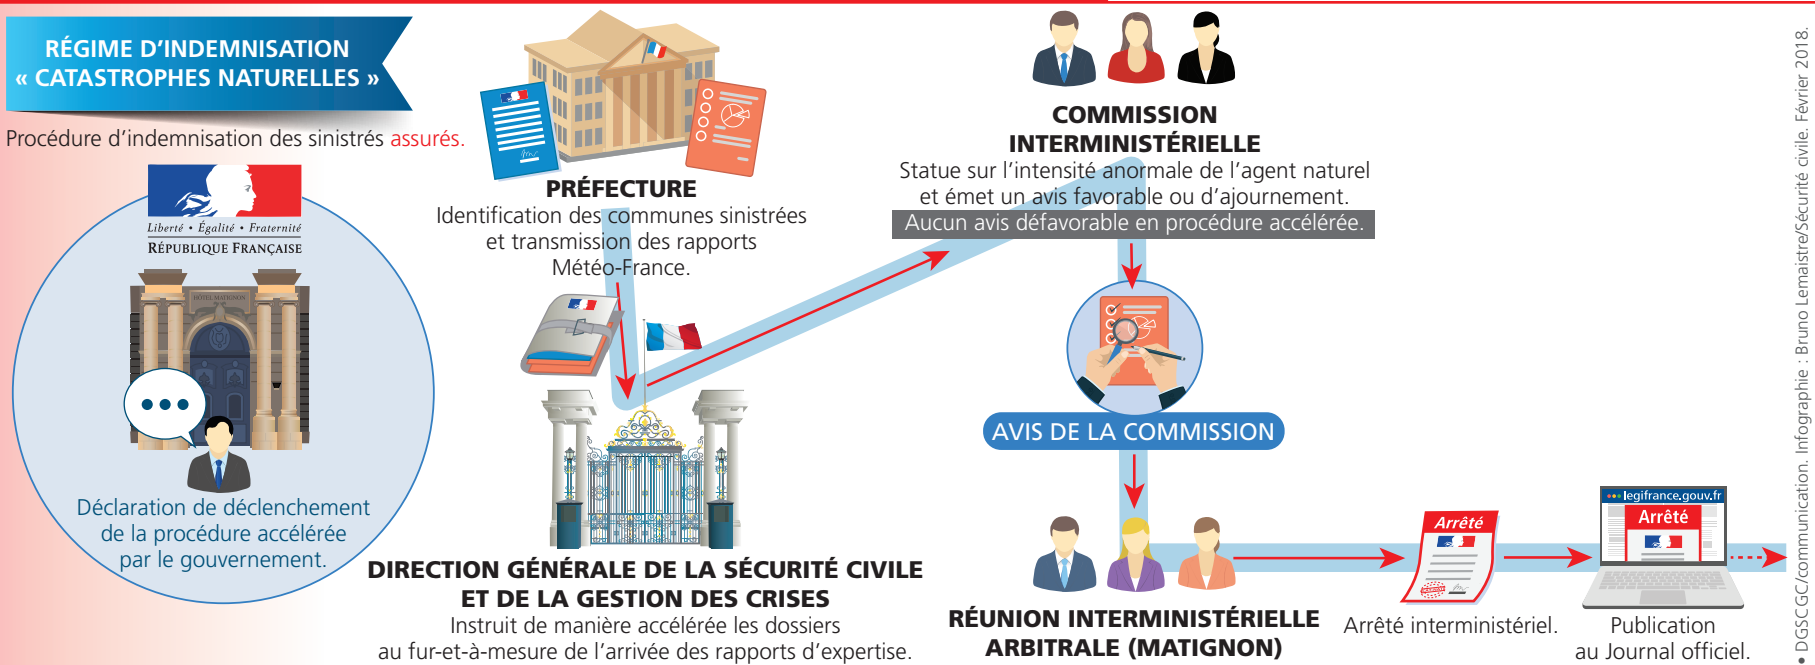 RÉGIME D’INDEMNISATION
« CATASTROPHES NATURELLES »
Procédure d’indemnisation des sinistrés assurés.
Liberté • Égalité • Fraternité
RÉPUBLIQUE FRANÇAISE
HÔTEL MATIGNON
Déclaration de déclenchement
de la procédure accélérée
par le gouvernement.
PRÉFECTURE
Identification des communes sinistrées
et transmission des rapports
Météo-France.
DIRECTION GÉNÉRALE DE LA SÉCURITÉ CIVILE
ET DE LA GESTION DES CRISES
Instruit de manière accélérée les dossiers
au fur-et-à-mesure de l’arrivée des rapports d’expertise.
COMMISSION
INTERMINISTÉRIELLE
Statue sur l’intensité anormale de l’agent naturel
et émet un avis favorable ou d’ajournement.
Aucun avis défavorable en procédure accélérée.
AVIS DE LA COMMISSION
RÉUNION INTERMINISTÉRIELLE
ARBITRALE (MATIGNON)
Arrêté
Arrêté interministériel.
legifrance.gouv.fr
Arrêté
Publication
au Journal officiel.
• DGSCGC/communication. Infographie : Bruno Lemaistre/Sécurité civile. Février 2018.